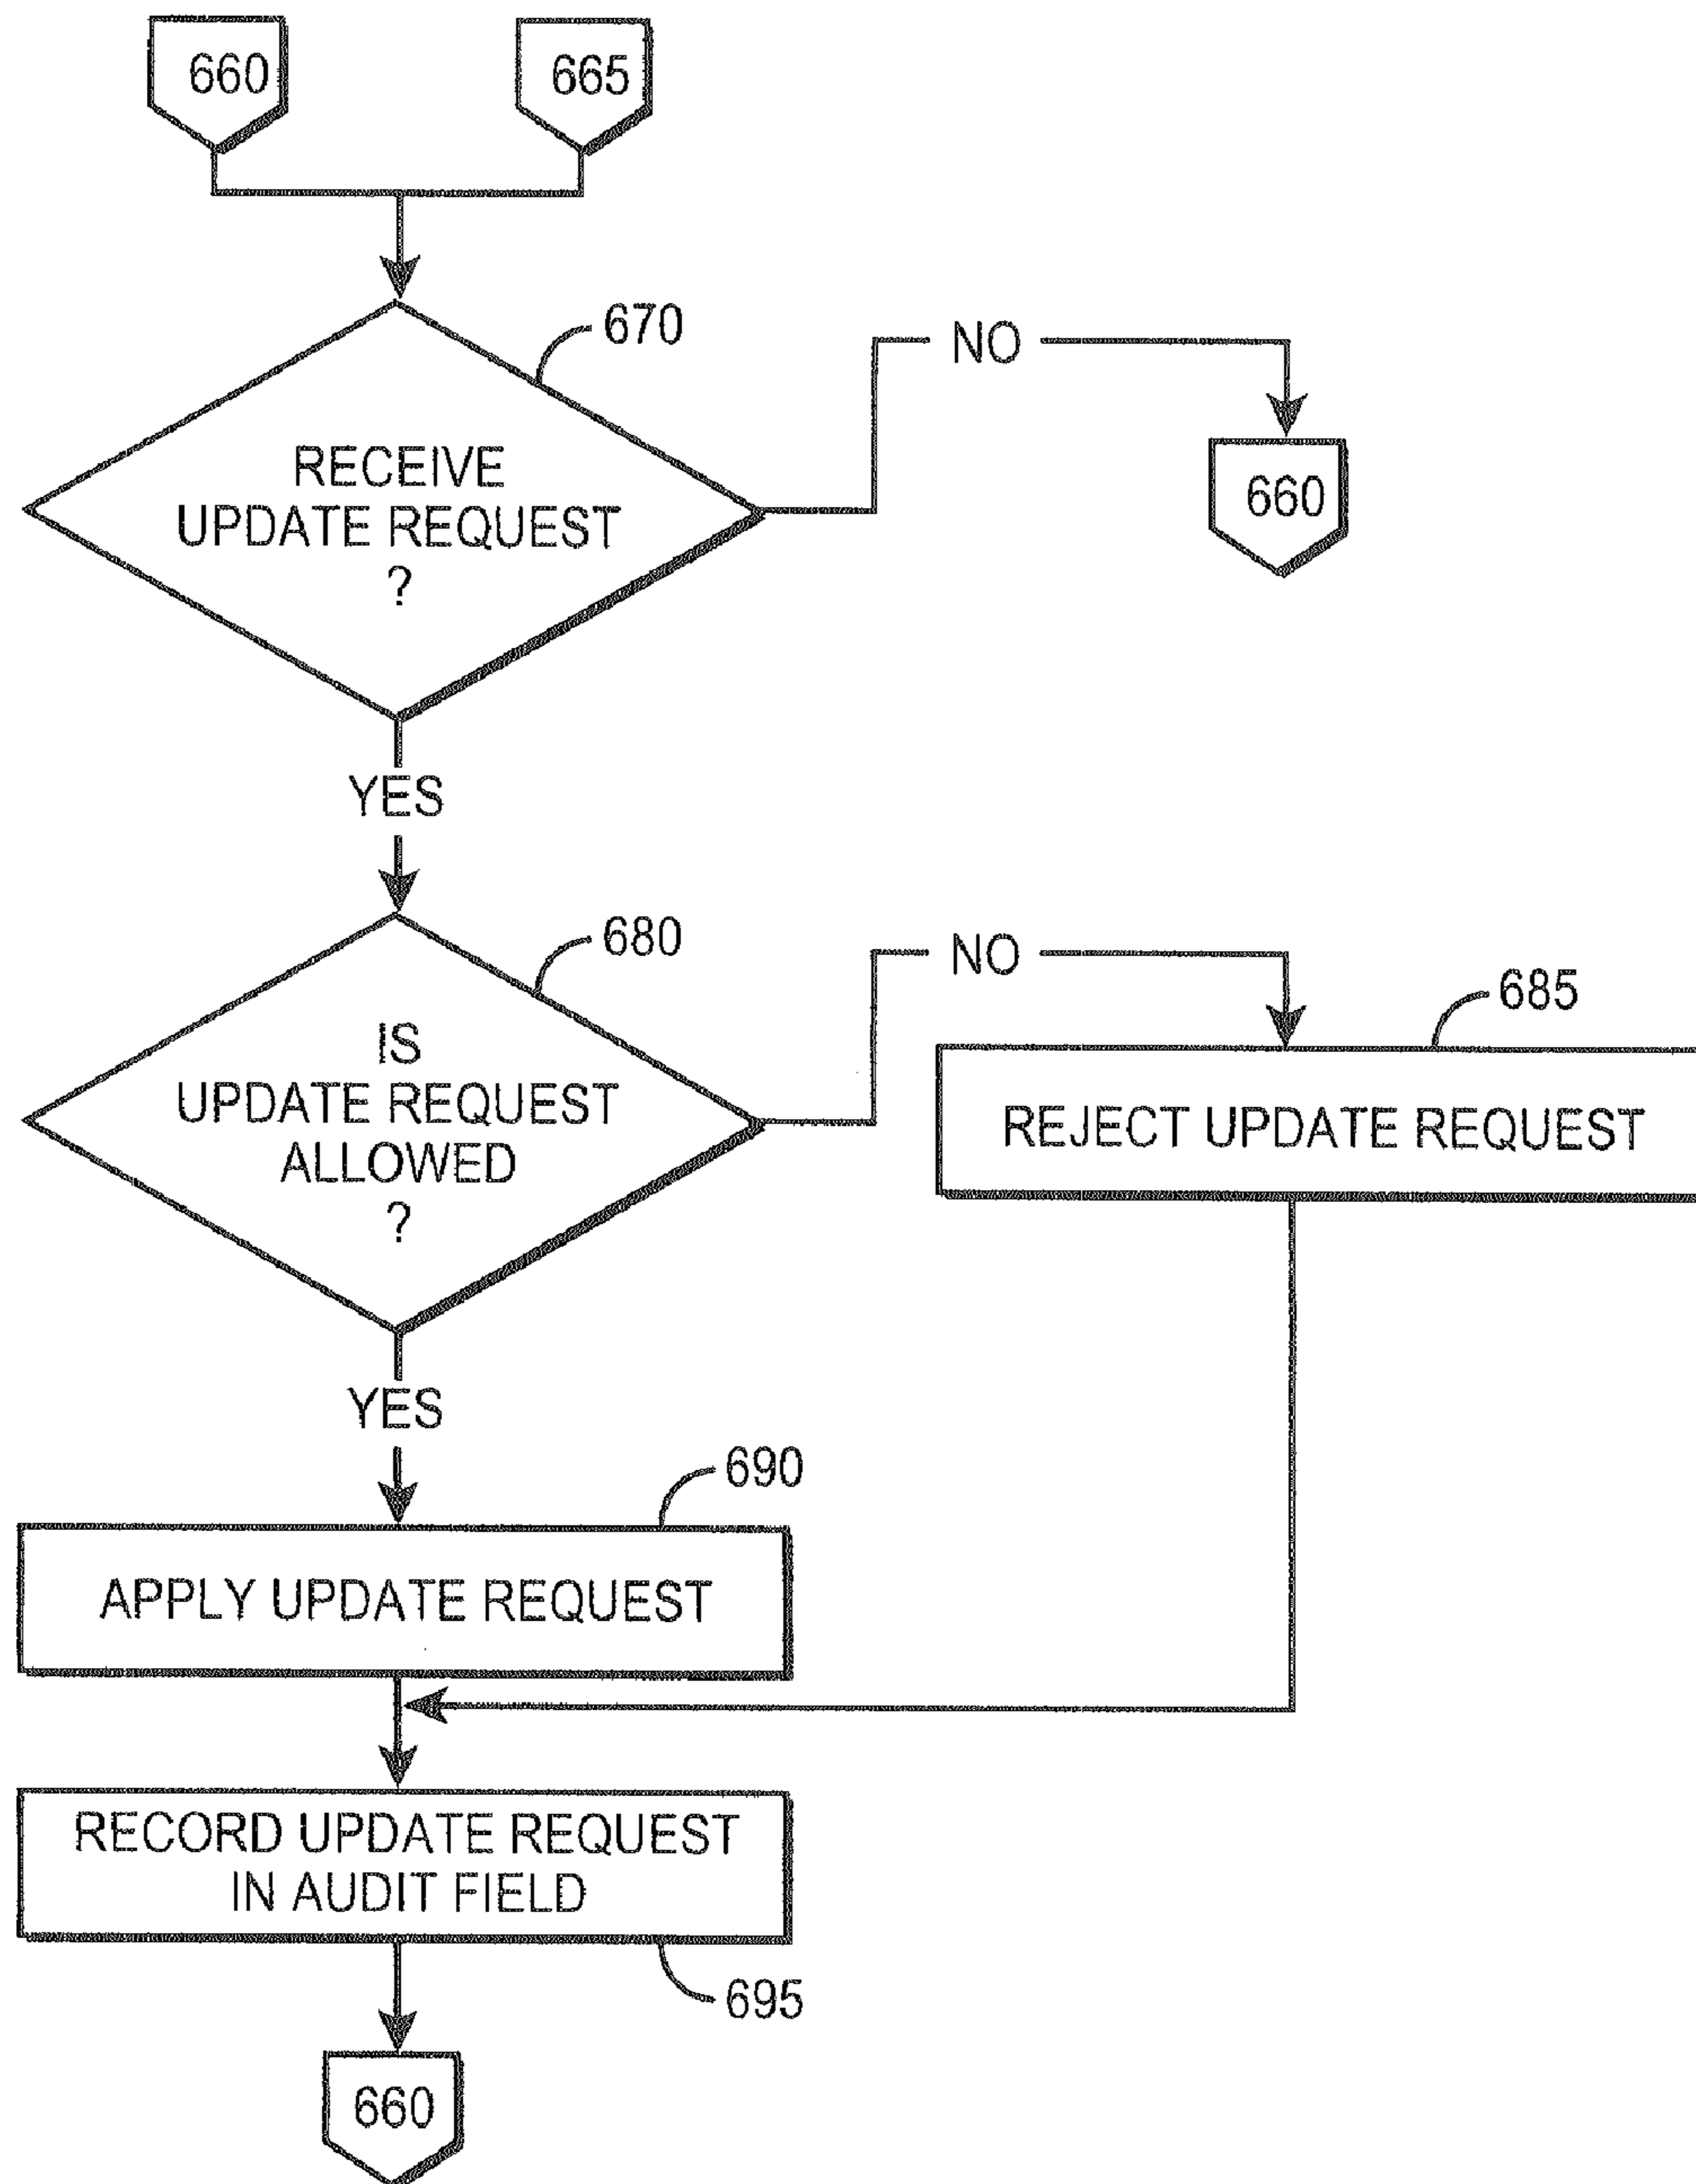 660
665
670
NO
RECEIVE
UPDATE REQUEST
?
660
YES
680
NO
685
IS
UPDATE REQUEST
ALLOWED
?
REJECT UPDATE REQUEST
YES
690
APPLY UPDATE REQUEST
RECORD UPDATE REQUEST
IN AUDIT FIELD
695
660